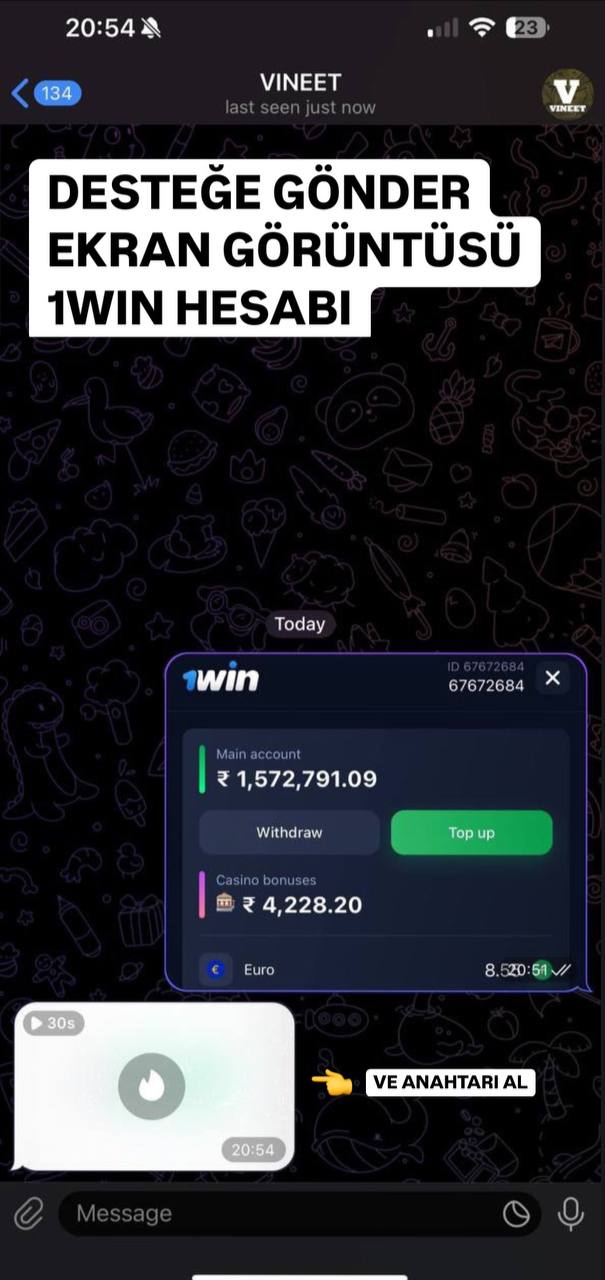 20:54
23
134
VINEET
last seen just now
V
VINEET
DESTEĞE GÖNDER
EKRAN GÖRÜNTÜSÜ
1WIN HESABI
Today
1win
ID 67672684
67672684
Main account
₹ 1,572,791.09
Withdraw
Top up
Casino bonuses
₹ 4,228.20
Euro
20:51
30s
20:54
VE ANAHTARI AL
Message